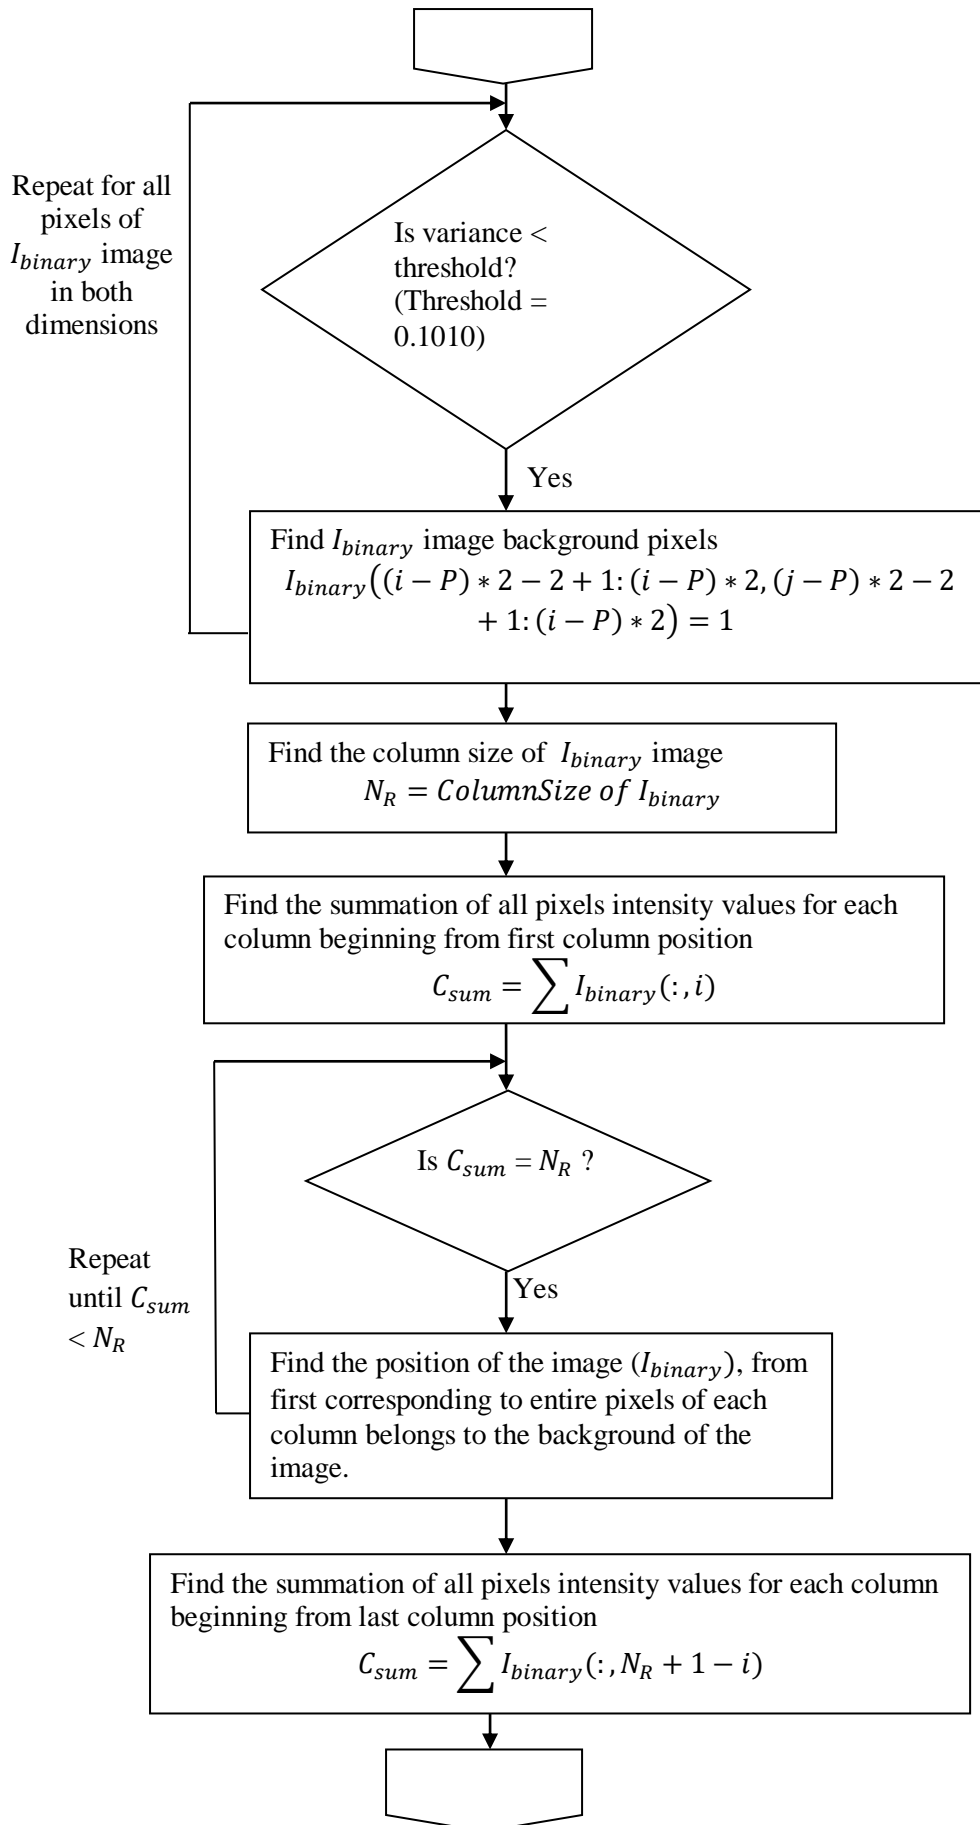 Repeat for all
pixels of
I_binary image
in both
dimensions
Is variance <
threshold?
(Threshold =
0.1010)
Yes
Find I_binary image background pixels
I_binary((i − P) ∗ 2 − 2 + 1: (i − P) ∗ 2, (j − P) ∗ 2 − 2
+ 1: (i − P) ∗ 2) = 1
Find the column size of I_binary image
N_R = ColumnSize of I_binary
Find the summation of all pixels intensity values for each
column beginning from first column position
C_sum = ∑ I_binary(:, i)
Is C_sum = N_R ?
Yes
Repeat
until C_sum
< N_R
Find the position of the image (I_binary), from
first corresponding to entire pixels of each
column belongs to the background of the
image.
Find the summation of all pixels intensity values for each column
beginning from last column position
C_sum = ∑ I_binary(:, N_R + 1 − i)